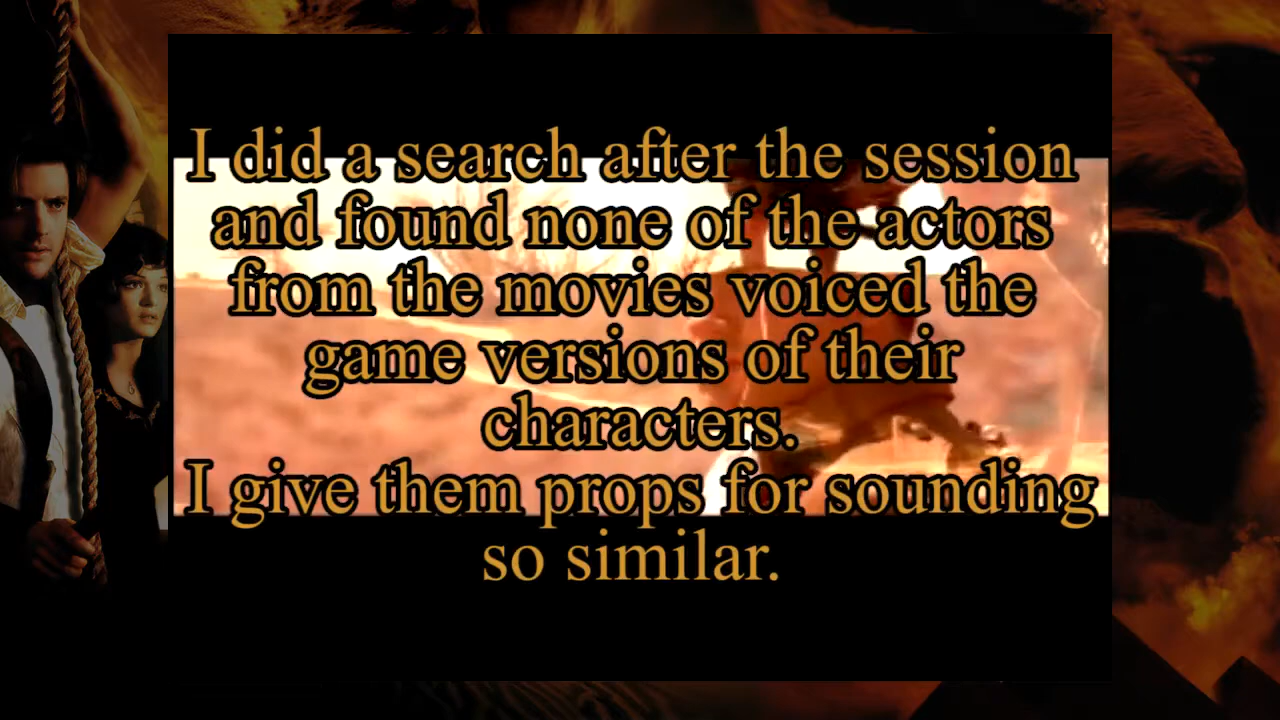 I did a search after the session
and found none of the actors
from the movies voiced the
game versions of their
characters.
I give them props for sounding
so similar.